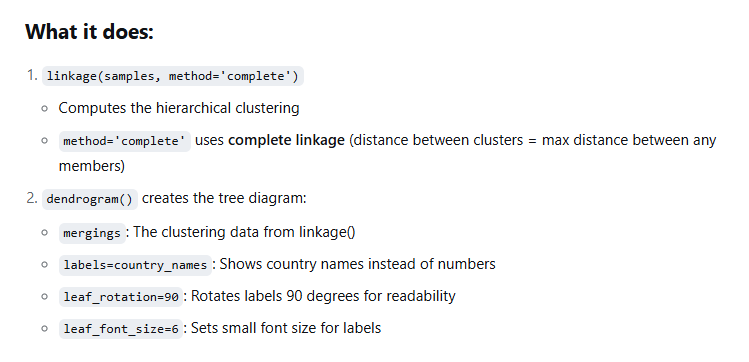 What it does:
1. linkage(samples, method='complete')
Computes the hierarchical clustering
method='complete' uses complete linkage (distance between clusters = max distance between any
members)
2. dendrogram() creates the tree diagram:
mergings : The clustering data from linkage()
labels=country_names : Shows country names instead of numbers
leaf_rotation=90 : Rotates labels 90 degrees for readability
leaf_font_size=6 : Sets small font size for labels